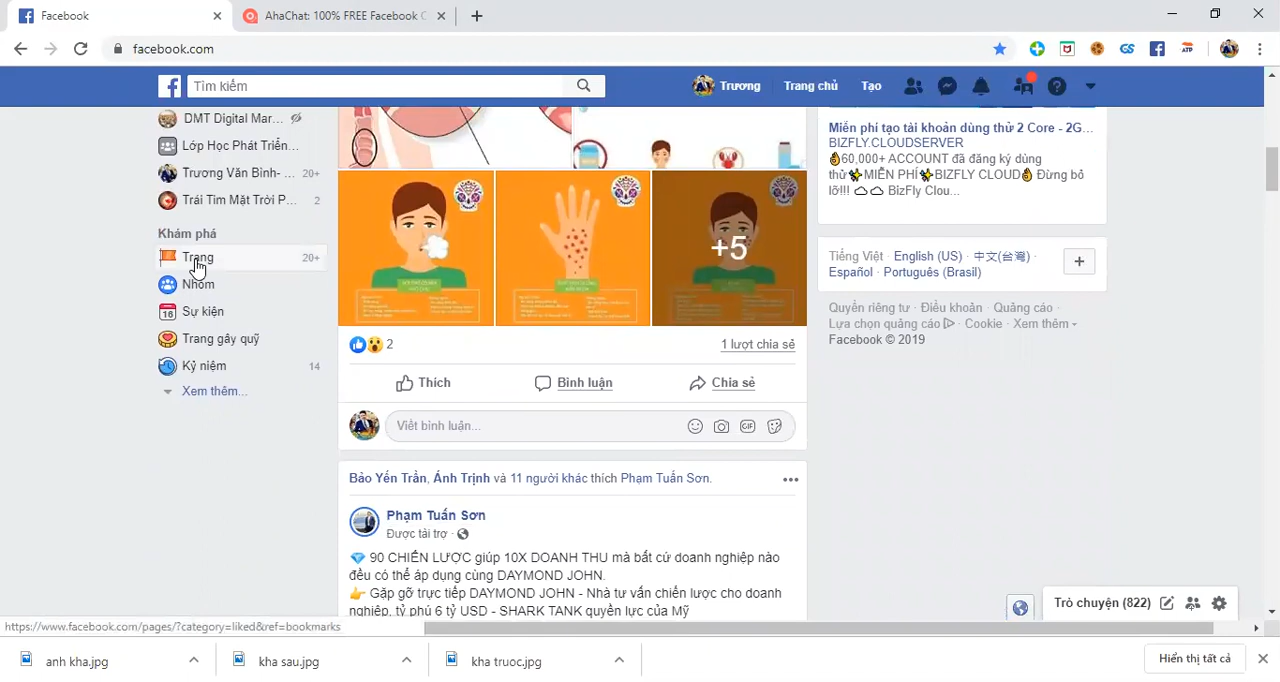 Facebook
AhaChat: 100% FREE Facebook C
facebook.com
Tìm kiếm
Trương
Trang chủ
Tạo
DMT Digital Mar...
Lớp Học Phát Triển...
Trương Văn Bình- ... 20+
Trái Tim Mặt Trời P... 2
Khám phá
Trang 20+
Nhóm
Sự kiện
Trang gây quỹ
Kỷ niệm 14
Xem thêm...
+5
2
1 lượt chia sẻ
Thích
Bình luận
Chia sẻ
Viết bình luận...
GIF
Bảo Yến Trần, Ánh Trịnh và 11 người khác thích Phạm Tuấn Sơn.
Phạm Tuấn Sơn
Được tài trợ ·
💎 90 CHIẾN LƯỢC giúp 10X DOANH THU mà bất cứ doanh nghiệp nào
đều có thể áp dụng cùng DAYMOND JOHN.
👉 Gặp gỡ trực tiếp DAYMOND JOHN - Nhà tư vấn chiến lược cho doanh
nghiệp, tỷ phú 6 tỷ USD - SHARK TANK quyền lực của Mỹ
Miễn phí tạo tài khoản dùng thử 2 Core - 2G...
BIZFLY.CLOUDSERVER
👌60,000+ ACCOUNT đã đăng ký dùng
thử✨MIỄN PHÍ✨BIZFLY CLOUD👌 Đừng bỏ
lỡ!!! ☁☁ BizFly Clou...
Tiếng Việt · English (US) · 中文(台灣) ·
Español · Português (Brasil)
Quyền riêng tư · Điều khoản · Quảng cáo ·
Lựa chọn quảng cáo · Cookie · Xem thêm
Facebook © 2019
Trò chuyện (822)
https://www.facebook.com/pages/?category=liked&ref=bookmarks
anh kha.jpg
kha sau.jpg
kha truoc.jpg
Hiển thị tất cả